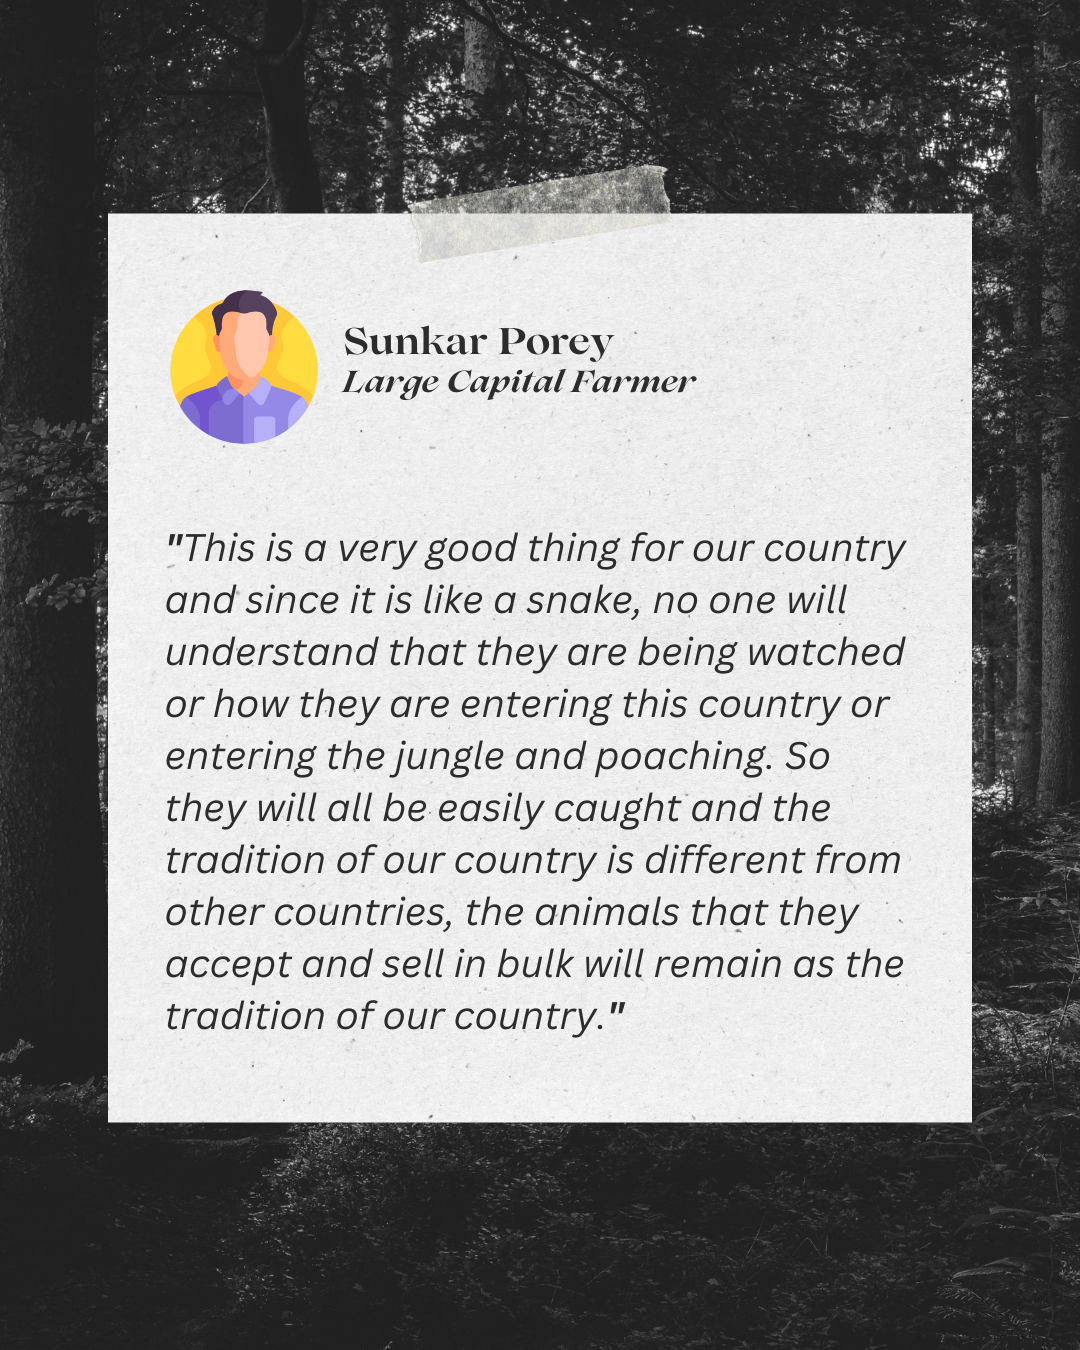 Sunkar Porey
Large Capital Farmer
"This is a very good thing for our country
and since it is like a snake, no one will
understand that they are being watched
or how they are entering this country or
entering the jungle and poaching. So
they will all be easily caught and the
tradition of our country is different from
other countries, the animals that they
accept and sell in bulk will remain as the
tradition of our country."